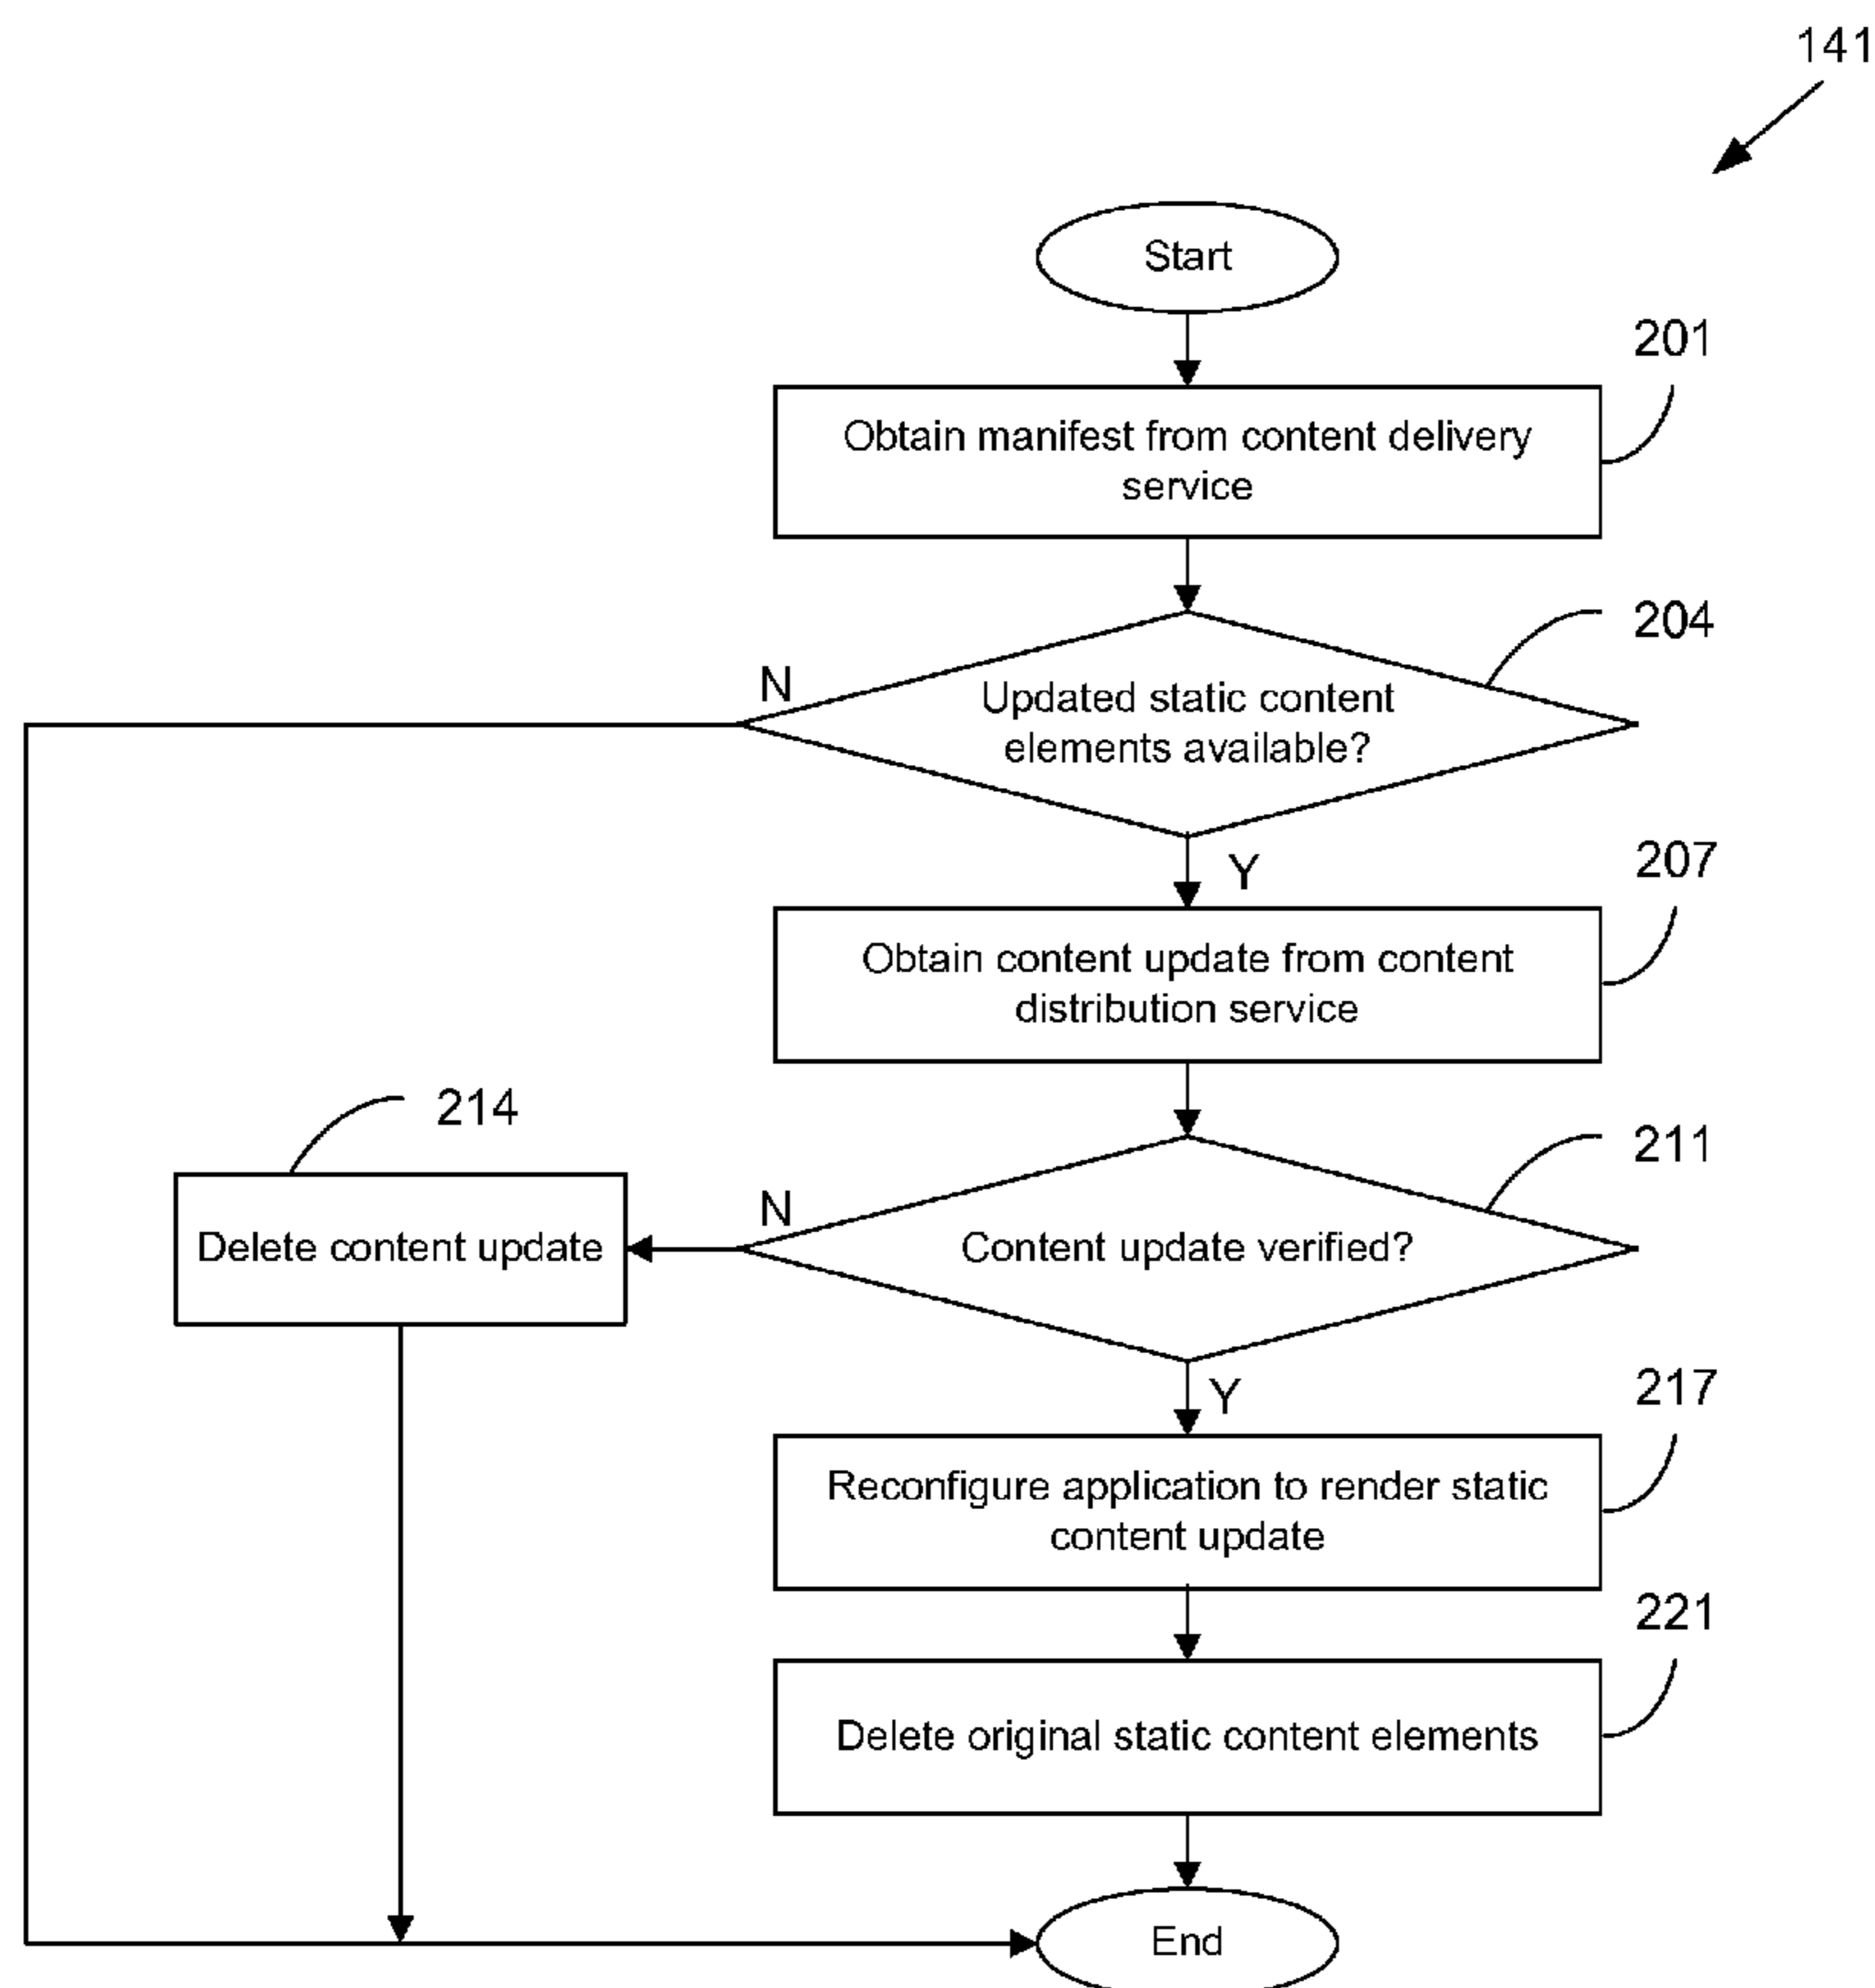 141
Start
201
Obtain manifest from content delivery
service
204
N
Updated static content
elements available?
Y
207
Obtain content update from content
distribution service
214
211
N
Delete content update
Content update verified?
Y
217
Reconfigure application to render static
content update
221
Delete original static content elements
End